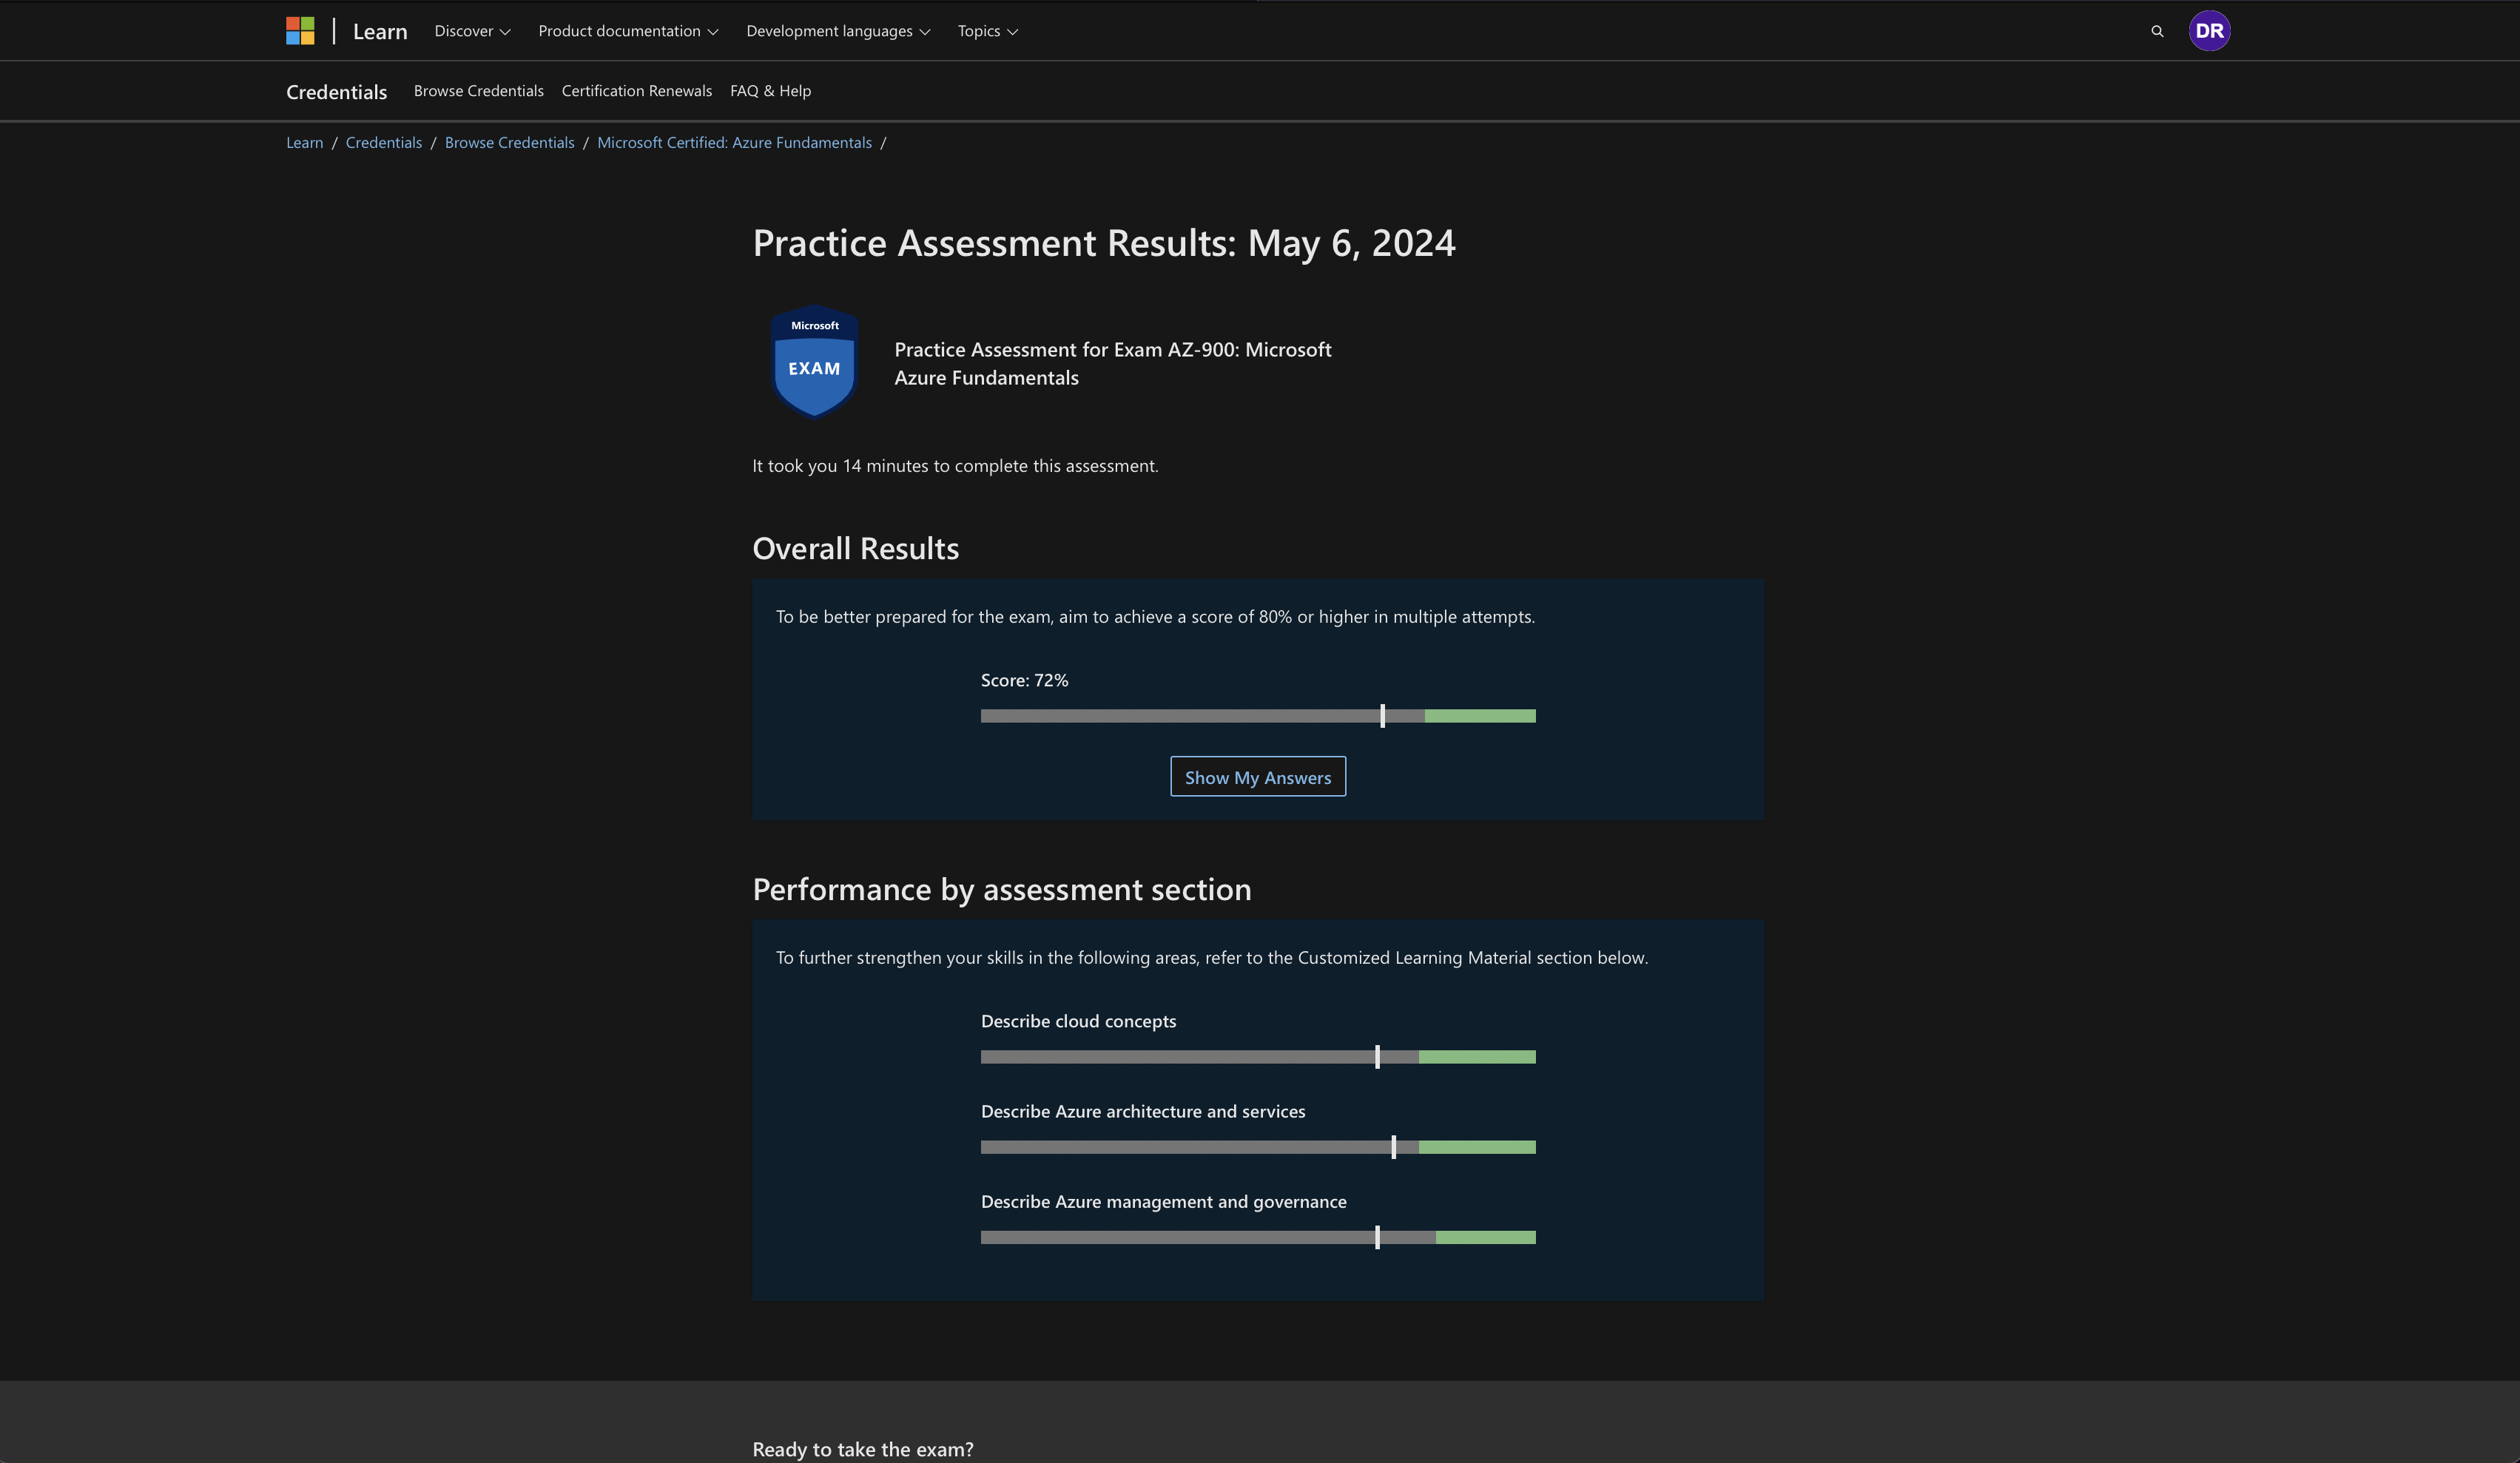 Learn Discover Product documentation Development languages Topics DR
Credentials Browse Credentials Certification Renewals FAQ & Help
Learn / Credentials / Browse Credentials / Microsoft Certified: Azure Fundamentals /
Practice Assessment Results: May 6, 2024
Microsoft
EXAM
Practice Assessment for Exam AZ-900: Microsoft
Azure Fundamentals
It took you 14 minutes to complete this assessment.
Overall Results
To be better prepared for the exam, aim to achieve a score of 80% or higher in multiple attempts.
Score: 72%
Show My Answers
Performance by assessment section
To further strengthen your skills in the following areas, refer to the Customized Learning Material section below.
Describe cloud concepts
Describe Azure architecture and services
Describe Azure management and governance
Ready to take the exam?